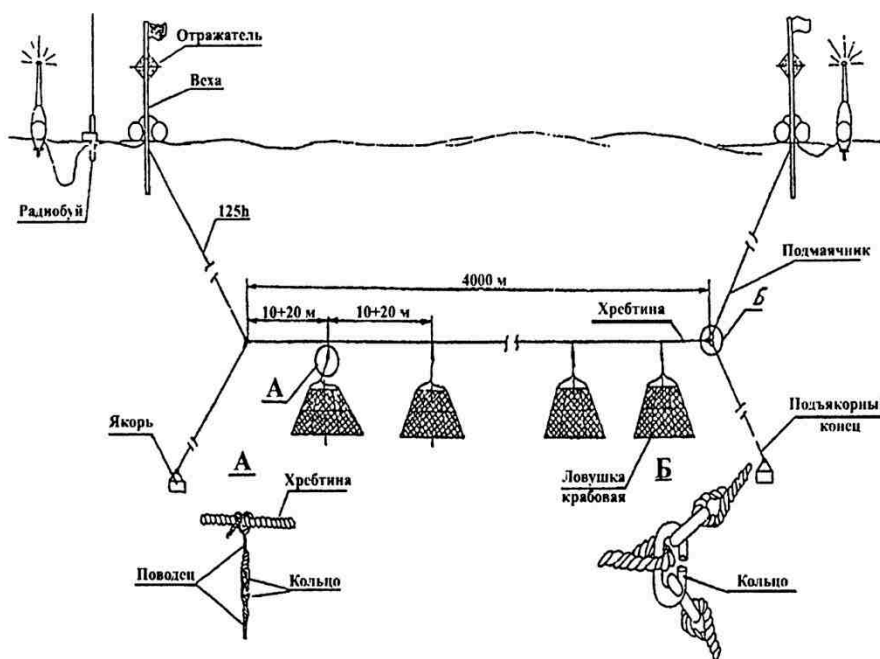 Отражатель
Веха
Радиобуй
125h
Подмаячник
4000 м
Хребтина
Б
10+20 м
10+20 м
А
Якорь
А
Подъякорный
конец
Ловушка
крабовая
Б
Хребтина
Поводец
Кольцо
Кольцо